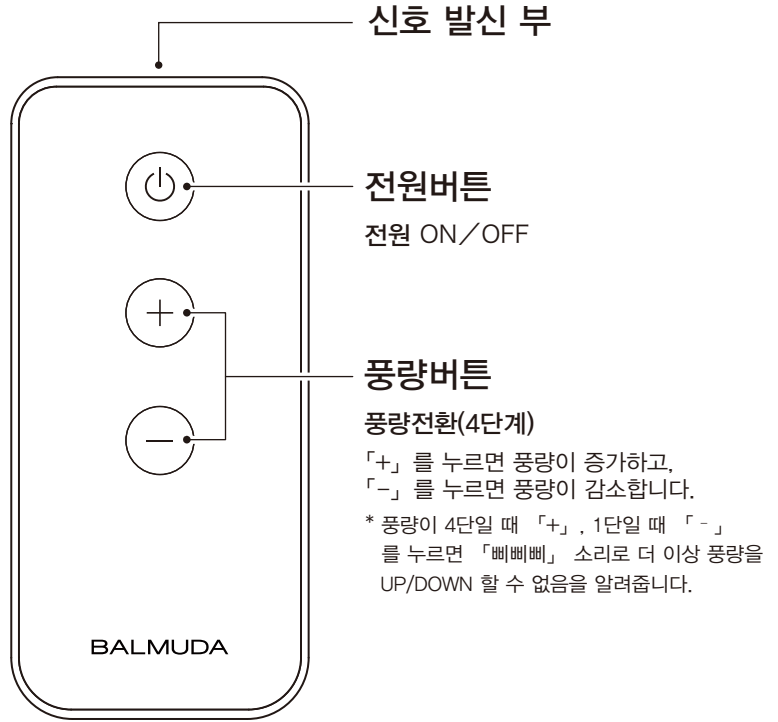 신호 발신 부
전원버튼
전원 ON／OFF
풍량버튼
풍량전환(4단계)
「+」를 누르면 풍량이 증가하고,
「−」를 누르면 풍량이 감소합니다.
* 풍량이 4단일 때 「+」, 1단일 때 「-」
를 누르면 「삐삐삐」 소리로 더 이상 풍량을
UP/DOWN 할 수 없음을 알려줍니다.
BALMUDA